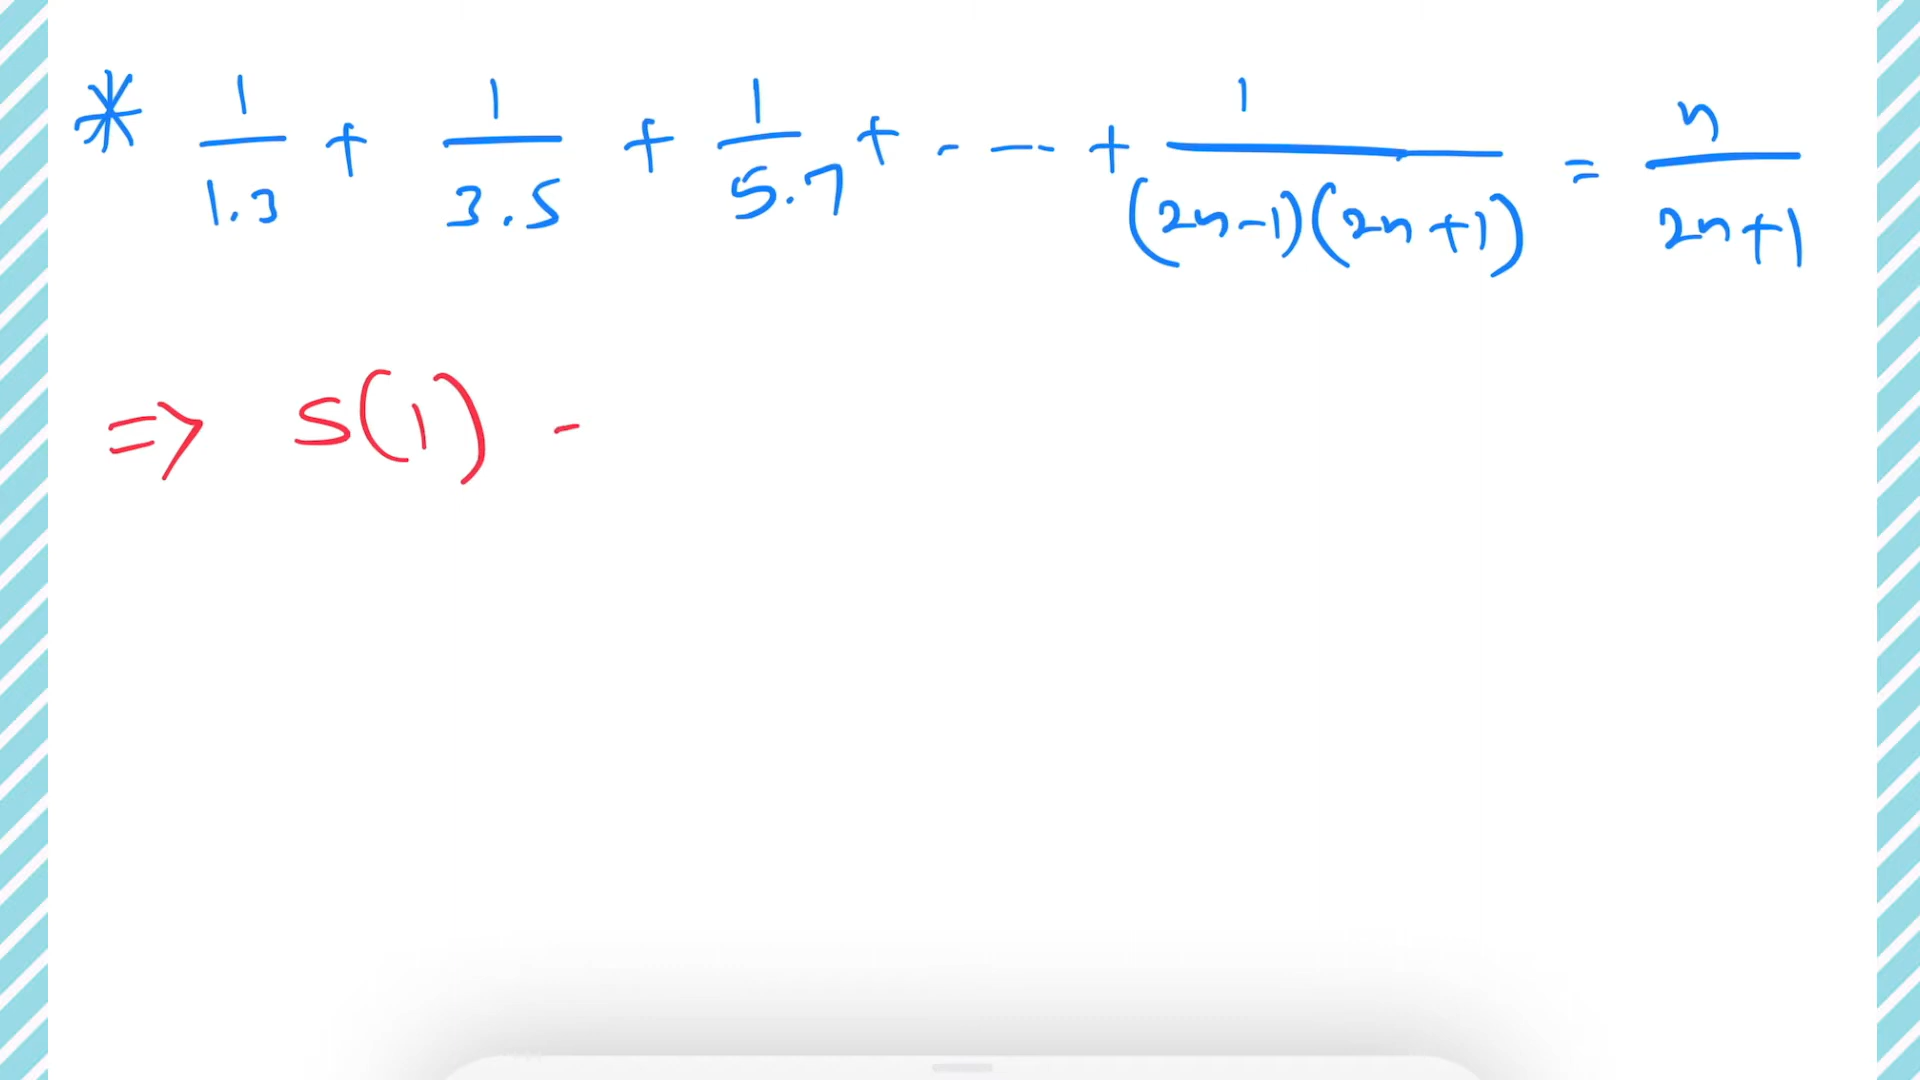 * 1/1.3 + 1/3.5 + 1/5.7 + - -- - + 1/(2n-1)(2n+1) = n/2n+1
=> S(1) -